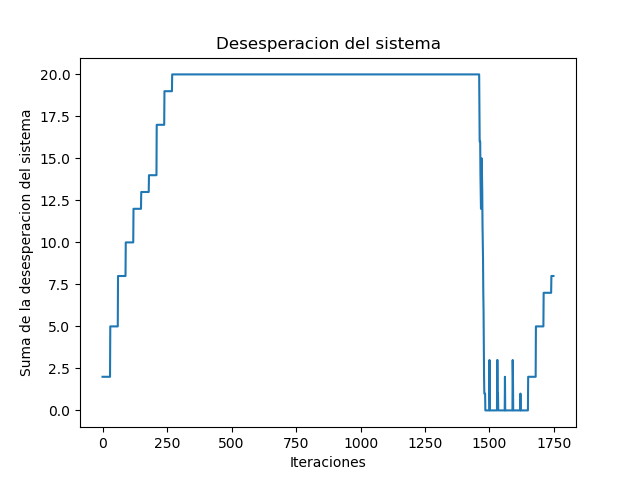 Desesperacion del sistema
Suma de la desesperacion del sistema
20.0
17.5
15.0
12.5
10.0
7.5
5.0
2.5
0.0
0 250 500 750 1000 1250 1500 1750
Iteraciones